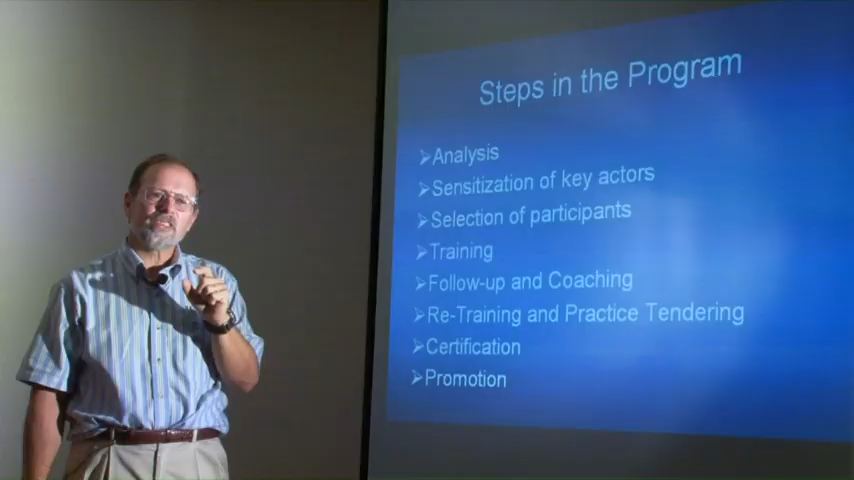 Steps in the Program
➢Analysis
➢Sensitization of key actors
➢Selection of participants
➢Training
➢Follow-up and Coaching
➢Re-Training and Practice Tendering
➢Certification
➢Promotion